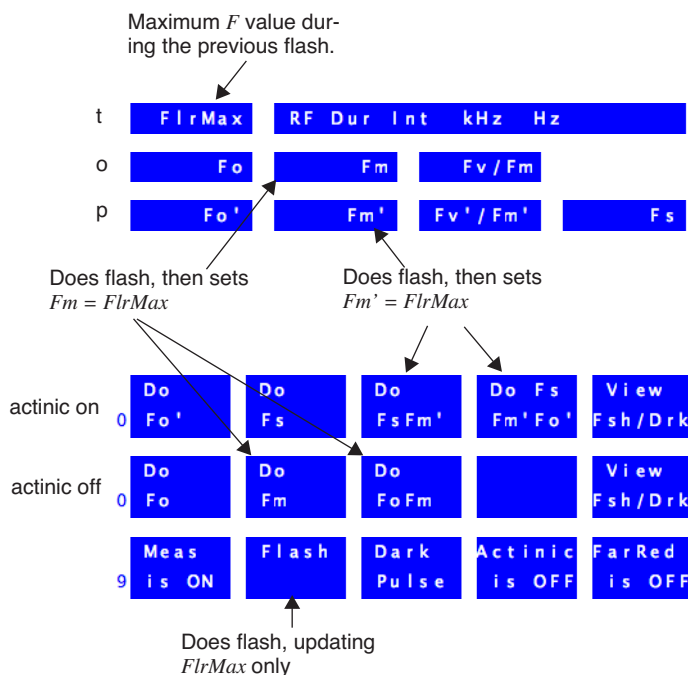 Maximum F value dur-
ing the previous flash.
t FlrMax RF Dur Int kHz Hz
o Fo Fm Fv/Fm
p Fo' Fm' Fv'/Fm' Fs
Does flash, then sets
Fm = FlrMax
Does flash, then sets
Fm’ = FlrMax
actinic on
0
Do
Fo'
Do
Fs
Do
FsFm'
Do Fs
Fm'Fo'
View
Fsh/Drk
actinic off
0
Do
Fo
Do
Fm
Do
FoFm
View
Fsh/Drk
9
Meas
is ON
Flash
Dark
Pulse
Actinic
is OFF
FarRed
is OFF
Does flash, updating
FlrMax only